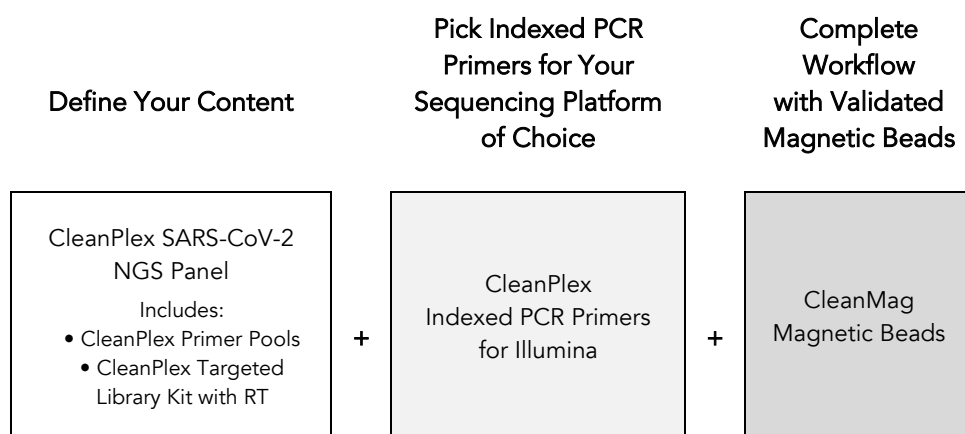 Define Your Content
Pick Indexed PCR
Primers for Your
Sequencing Platform
of Choice
Complete
Workflow
with Validated
Magnetic Beads
CleanPlex SARS-CoV-2
NGS Panel
Includes:
• CleanPlex Primer Pools
• CleanPlex Targeted
Library Kit with RT
+
CleanPlex
Indexed PCR Primers
for Illumina
+
CleanMag
Magnetic Beads